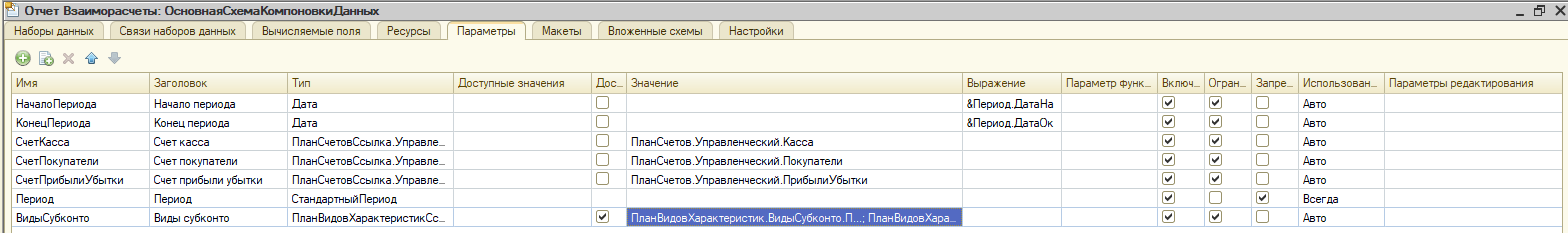 Отчет Взаиморасчеты: ОсновнаяСхемаКомпоновкиДанных
Наборы данных Связи наборов данных Вычисляемые поля Ресурсы Параметры Макеты Вложенные схемы Настройки
Имя Заголовок Тип Доступные значения Дос... Значение Выражение Параметр функ... Включ... Огран... Запре... Использован... Параметры редактирования
НачалоПериода Начало периода Дата &Период.ДатаНа Авто
КонецПериода Конец периода Дата &Период.ДатаОк Авто
СчетКасса Счет касса ПланСчетовСсылка.Управле... ПланСчетов.Управленческий.Касса Авто
СчетПокупатели Счет покупатели ПланСчетовСсылка.Управле... ПланСчетов.Управленческий.Покупатели Авто
СчетПрибылиУбытки Счет прибыли убытки ПланСчетовСсылка.Управле... ПланСчетов.Управленческий.ПрибылиУбытки Авто
Период Период СтандартныйПериод Всегда
ВидыСубконто Виды субконто ПланВидовХарактеристикСс... ПланВидовХарактеристик.ВидыСубконто.П...; ПланВидовХара... Авто